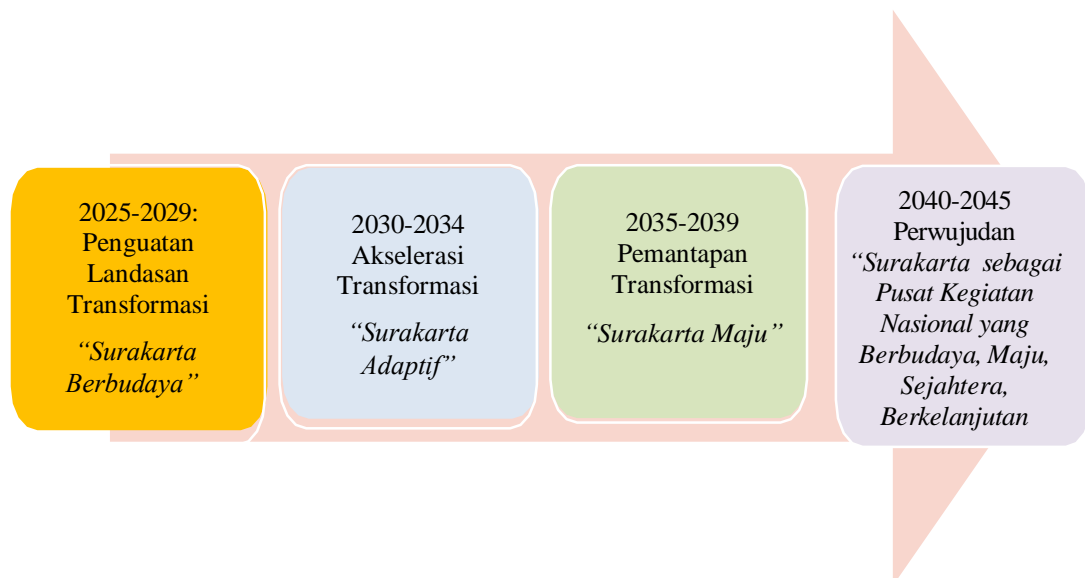 2025-2029:
Penguatan
Landasan
Transformasi
“Surakarta
Berbudaya”
2030-2034
Akselerasi
Transformasi
“Surakarta
Adaptif”
2035-2039
Pemantapan
Transformasi
“Surakarta Maju”
2040-2045
Perwujudan
“Surakarta sebagai
Pusat Kegiatan
Nasional yang
Berbudaya, Maju,
Sejahtera,
Berkelanjutan